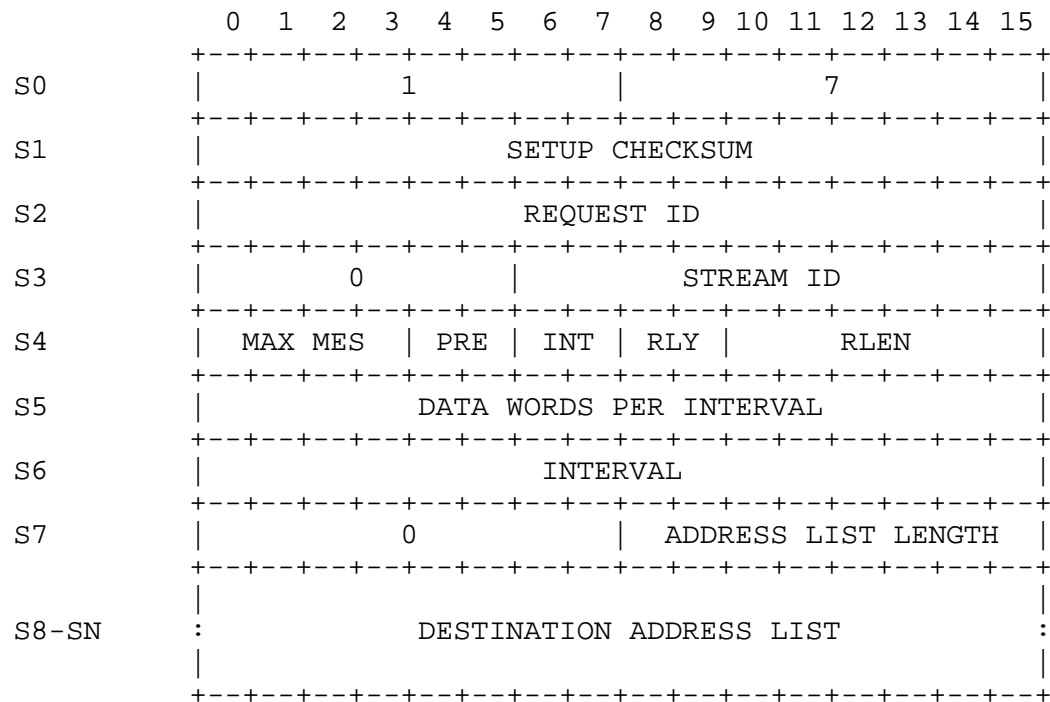 0 1 2 3 4 5 6 7 8 9 10 11 12 13 14 15
+--+--+--+--+--+--+--+--+--+--+--+--+--+--+--+--+
S0 | 1 | 7 |
+--+--+--+--+--+--+--+--+--+--+--+--+--+--+--+--+
S1 | SETUP CHECKSUM |
+--+--+--+--+--+--+--+--+--+--+--+--+--+--+--+--+
S2 | REQUEST ID |
+--+--+--+--+--+--+--+--+--+--+--+--+--+--+--+--+
S3 | 0 | STREAM ID |
+--+--+--+--+--+--+--+--+--+--+--+--+--+--+--+--+
S4 | MAX MES | PRE | INT | RLY | RLEN |
+--+--+--+--+--+--+--+--+--+--+--+--+--+--+--+--+
S5 | DATA WORDS PER INTERVAL |
+--+--+--+--+--+--+--+--+--+--+--+--+--+--+--+--+
S6 | INTERVAL |
+--+--+--+--+--+--+--+--+--+--+--+--+--+--+--+--+
S7 | 0 | ADDRESS LIST LENGTH |
+--+--+--+--+--+--+--+--+--+--+--+--+--+--+--+--+
| |
S8-SN : DESTINATION ADDRESS LIST :
| |
+--+--+--+--+--+--+--+--+--+--+--+--+--+--+--+--+